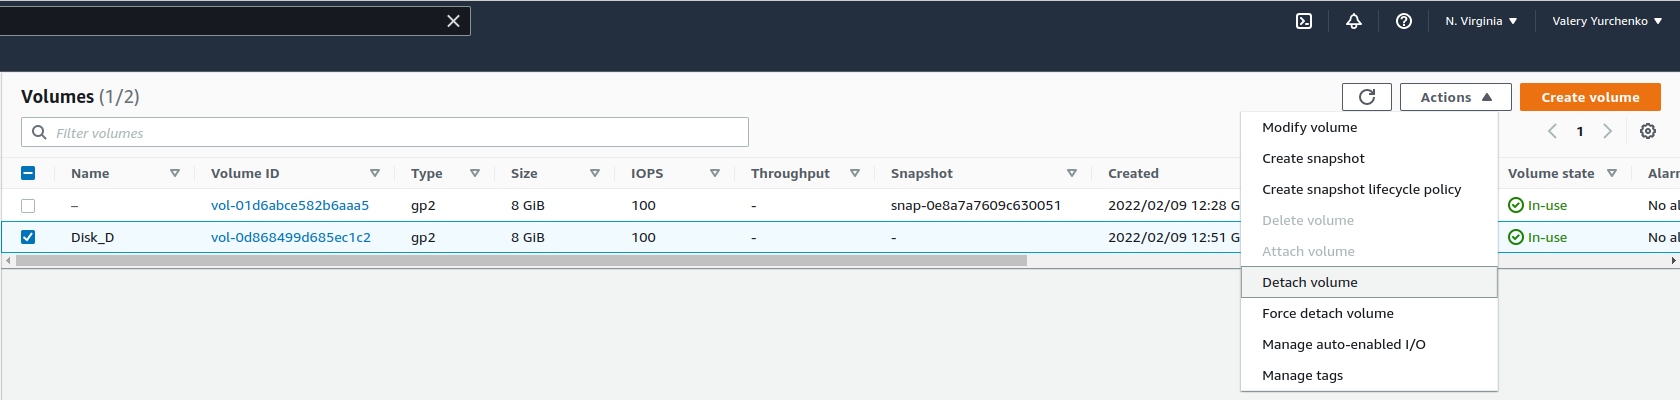 N. Virginia Valery Yurchenko
Volumes (1/2) Actions Create volume
Filter volumes 1
Name Volume ID Type Size IOPS Throughput Snapshot Created Volume state Alarm
– vol-01d6abce582b6aaa5 gp2 8 GiB 100 - snap-0e8a7a7609c630051 2022/02/09 12:28 G In-use No al
Disk_D vol-0d868499d685ec1c2 gp2 8 GiB 100 - - 2022/02/09 12:51 G In-use No al
Modify volume
Create snapshot
Create snapshot lifecycle policy
Delete volume
Attach volume
Detach volume
Force detach volume
Manage auto-enabled I/O
Manage tags